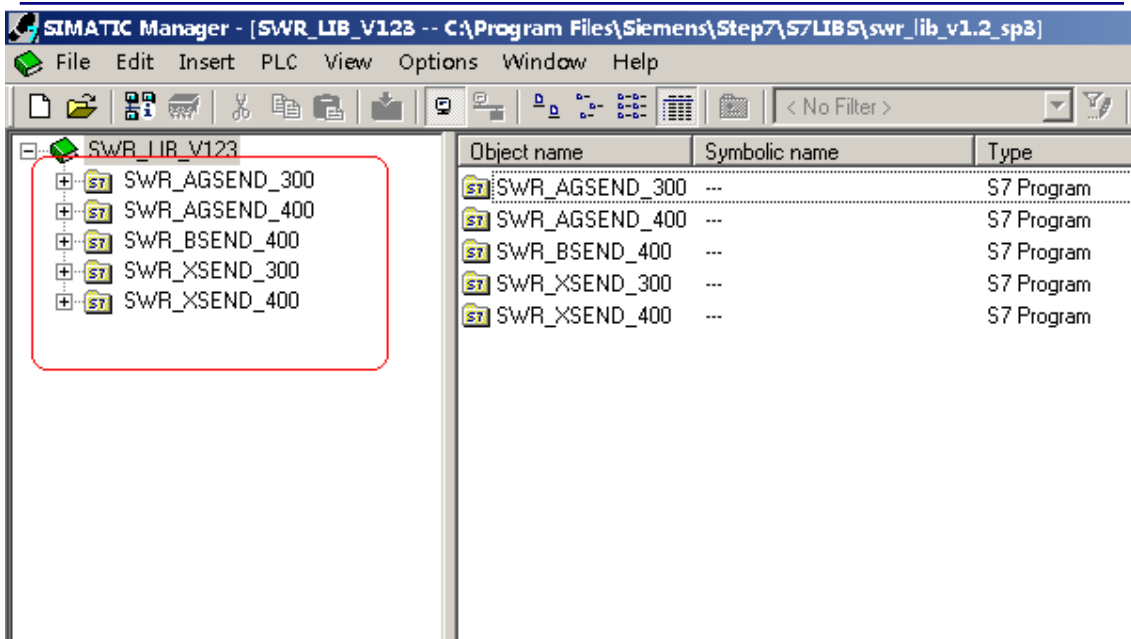 SIMATIC Manager - [SWR_LIB_V123 -- C:\Program Files\Siemens\Step7\S7LIBS\swr_lib_v1.2_sp3]
File Edit Insert PLC View Options Window Help
< No Filter >
SWR_LIB_V123
SWR_AGSEND_300
SWR_AGSEND_400
SWR_BSEND_400
SWR_XSEND_300
SWR_XSEND_400
Object name Symbolic name Type
SWR_AGSEND_300 --- S7 Program
SWR_AGSEND_400 --- S7 Program
SWR_BSEND_400 --- S7 Program
SWR_XSEND_300 --- S7 Program
SWR_XSEND_400 --- S7 Program